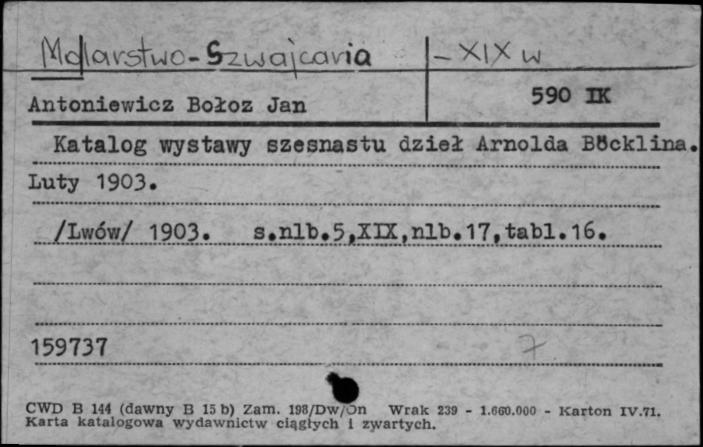 Malarstwo-Szwajcaria – XIX w
Antoniewicz Bołoz Jan 590 IK
Katalog wystawy szesnastu dzieł Arnolda Böcklina.
Luty 1903.
/Lwów/ 1903. s.nlb.5,XIX,nlb.17,tabl.16.
159737 7
CWD B 144 (dawny B 15 b) Zam. 198/Dw/On Wrak 239 - 1.660.000 - Karton IV.71.
Karta katalogowa wydawnictw ciągłych i zwartych.